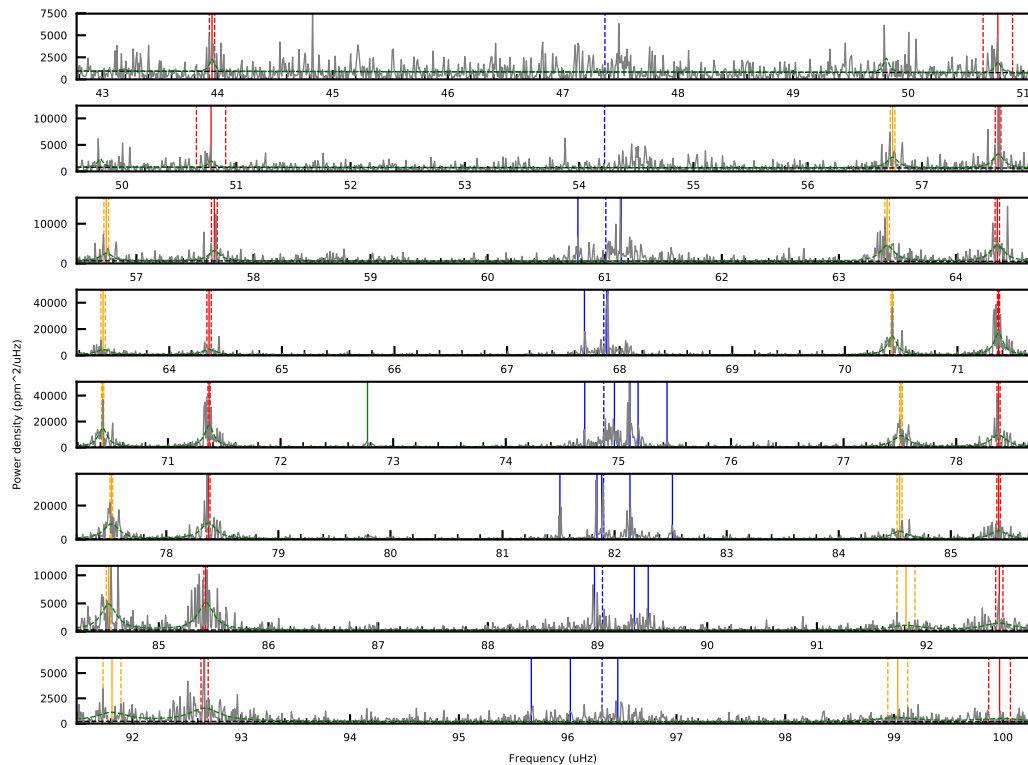 7500
5000
2500
0
43 44 45 46 47 48 49 50 51
10000
5000
0
50 51 52 53 54 55 56 57
10000
0
57 58 59 60 61 62 63 64
40000
20000
0
64 65 66 67 68 69 70 71
40000
20000
0
71 72 73 74 75 76 77 78
20000
0
78 79 80 81 82 83 84 85
10000
5000
0
85 86 87 88 89 90 91 92
5000
2500
0
92 93 94 95 96 97 98 99 100
Power density (ppm^2/uHz)
Frequency (uHz)